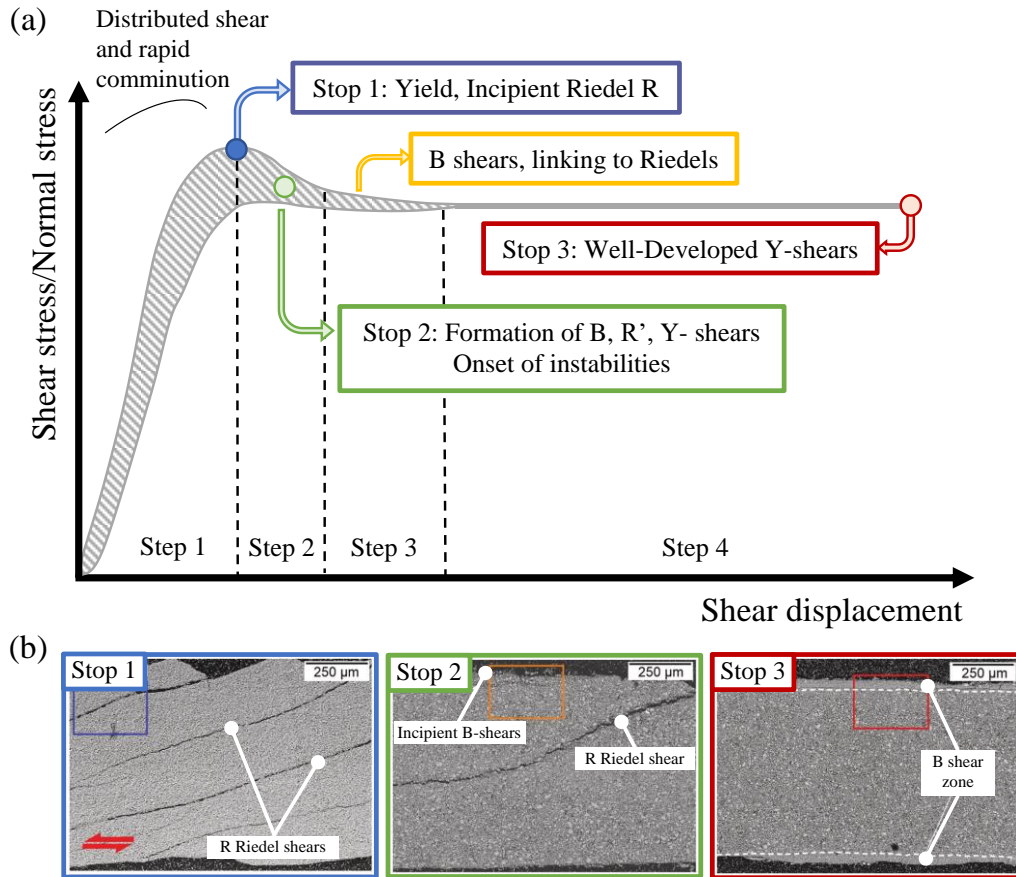 (a)
Distributed shear
and rapid
comminution
Stop 1: Yield, Incipient Riedel R
B shears, linking to Riedels
Stop 3: Well-Developed Y-shears
Stop 2: Formation of B, R’, Y- shears
Onset of instabilities
Shear stress/Normal stress
Step 1
Step 2
Step 3
Step 4
Shear displacement
(b)
Stop 1
250 µm
R Riedel shears
Stop 2
250 µm
Incipient B-shears
R Riedel shear
Stop 3
250 µm
B shear
zone